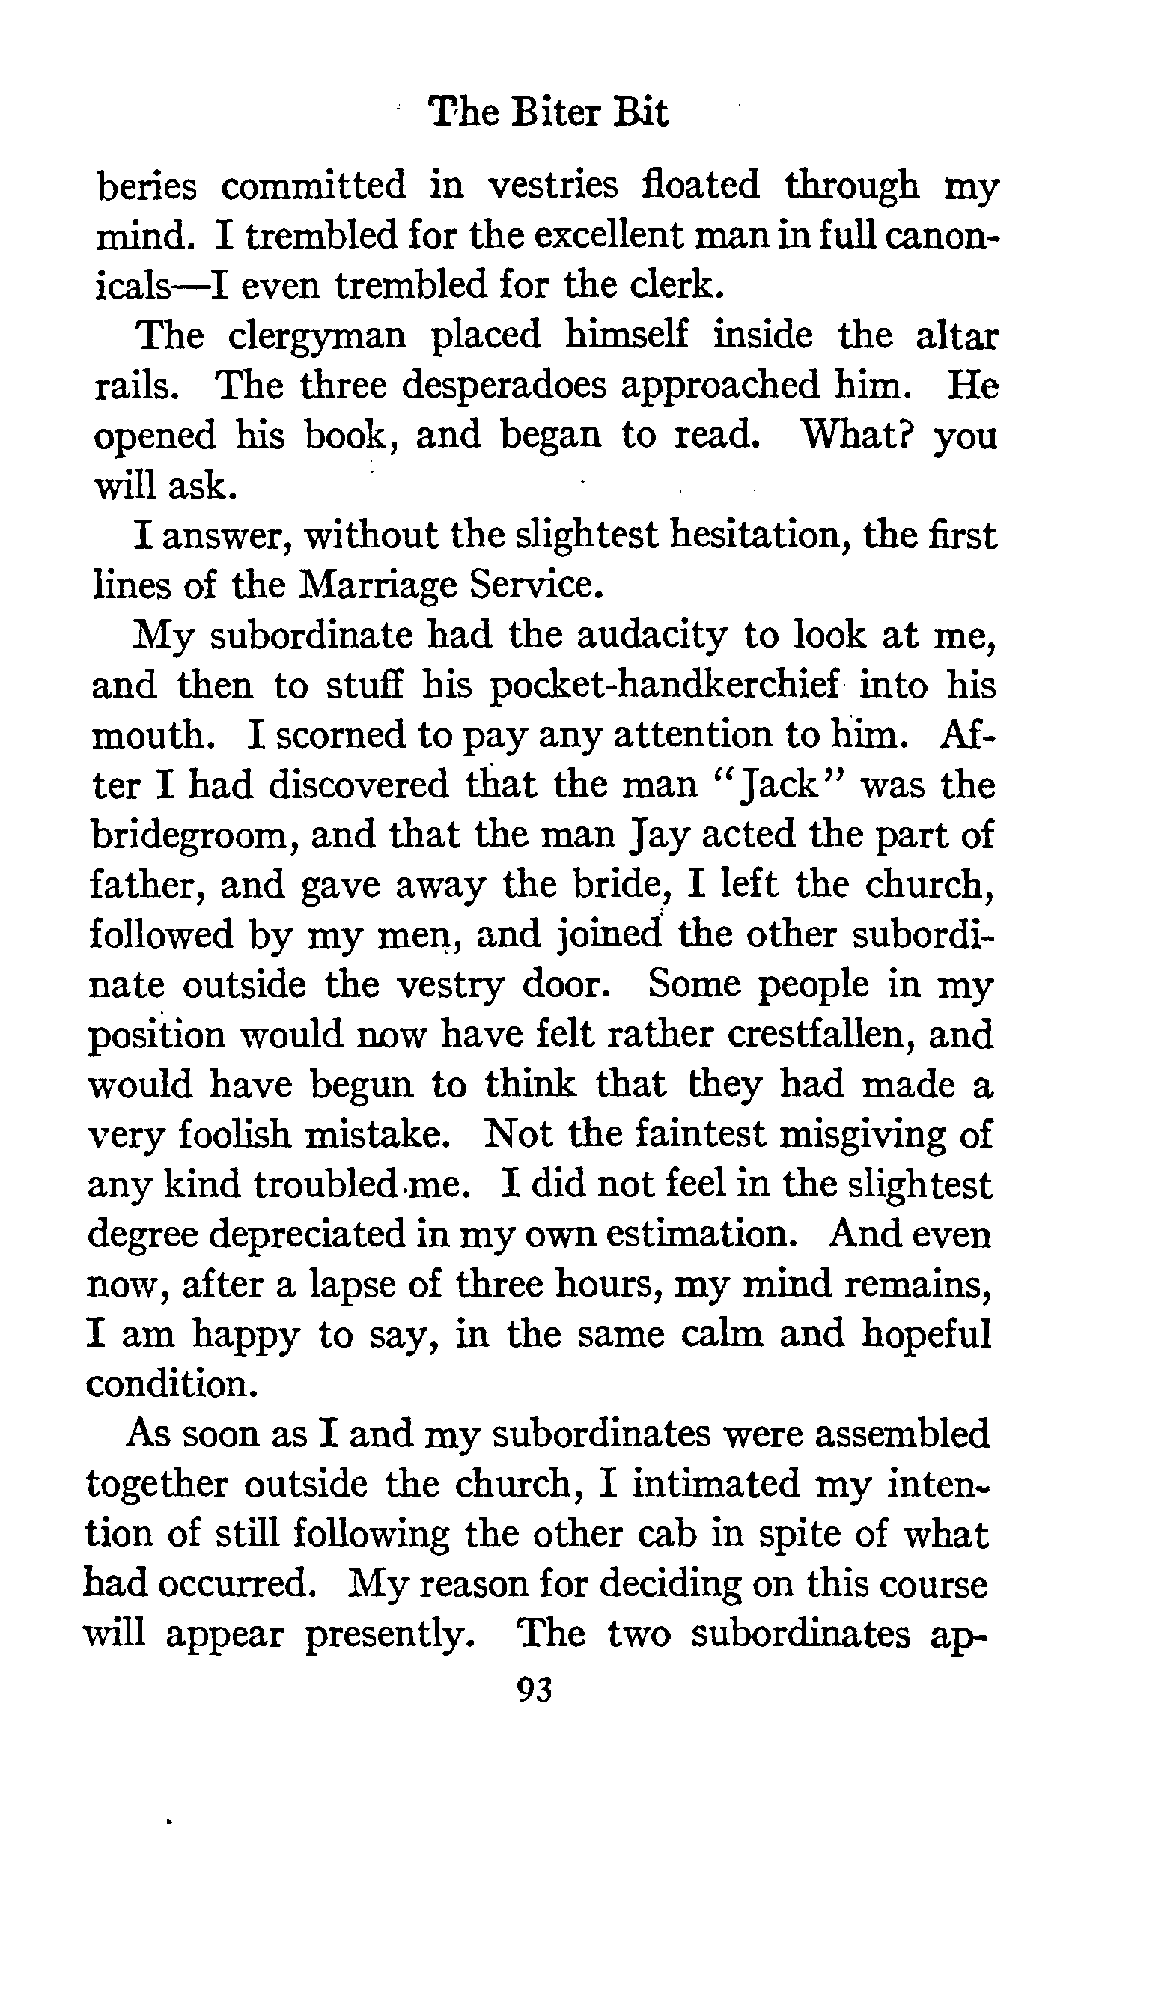 The Biter Bit
beries committed in vestries floated through my
mind. I trembled for the excellent man in full canon-
icals—I even trembled for the clerk.
The clergyman placed himself inside the altar
rails. The three desperadoes approached him. He
opened his book, and began to read. What? you
will ask.
I answer, without the slightest hesitation, the first
lines of the Marriage Service.
My subordinate had the audacity to look at me,
and then to stuff his pocket-handkerchief into his
mouth. I scorned to pay any attention to him. Af-
ter I had discovered that the man "Jack" was the
bridegroom, and that the man Jay acted the part of
father, and gave away the bride, I left the church,
followed by my men, and joined the other subordi-
nate outside the vestry door. Some people in my
position would now have felt rather crestfallen, and
would have begun to think that they had made a
very foolish mistake. Not the faintest misgiving of
any kind troubled me. I did not feel in the slightest
degree depreciated in my own estimation. And even
now, after a lapse of three hours, my mind remains,
I am happy to say, in the same calm and hopeful
condition.
As soon as I and my subordinates were assembled
together outside the church, I intimated my inten-
tion of still following the other cab in spite of what
had occurred. My reason for deciding on this course
will appear presently. The two subordinates ap-
93